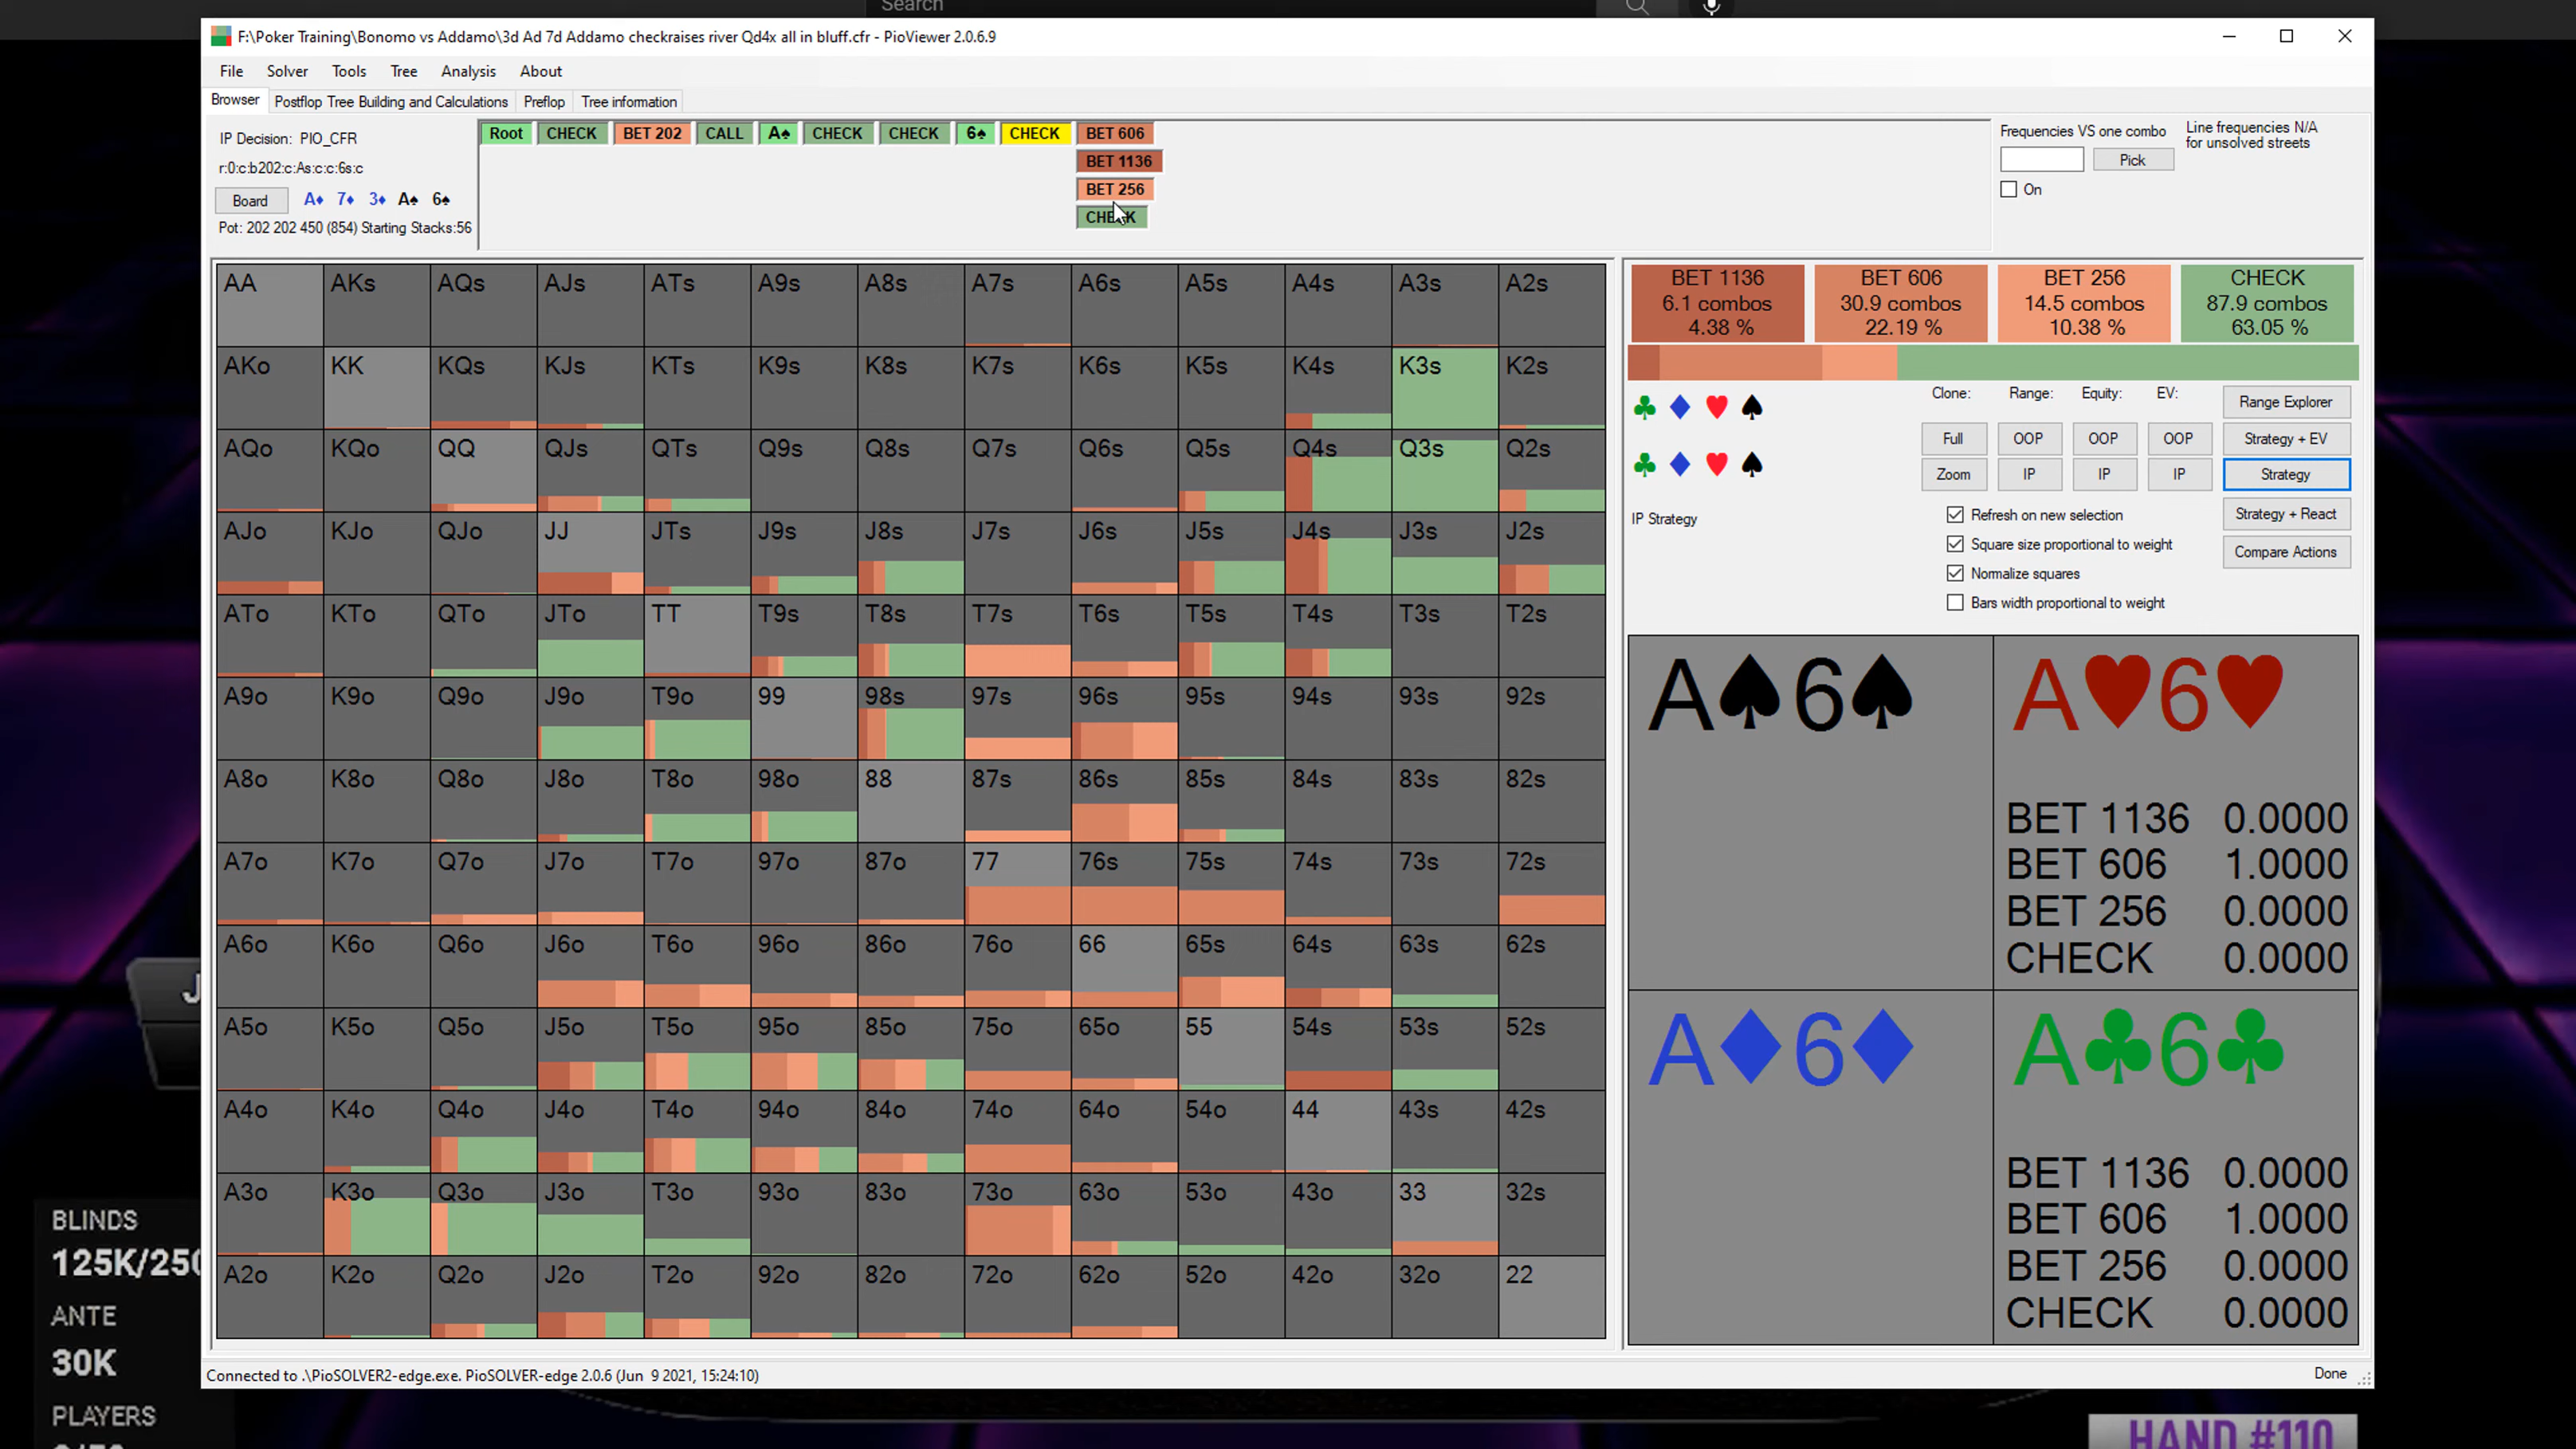 Search
F:\Poker Training\Bonomo vs Addamo\3d Ad 7d Addamo checkraises river Qd4x all in bluff.cfr - PioViewer 2.0.6.9
File Solver Tools Tree Analysis About
Browser Postflop Tree Building and Calculations Preflop Tree information
IP Decision: PIO_CFR
r:0:c:b202:c:As:c:c:6s:c
Board A♦ 7♦ 3♦ A♠ 6♠
Pot: 202 202 450 (854) Starting Stacks:56
Root CHECK BET 202 CALL A♠ CHECK CHECK 6♠ CHECK BET 606
BET 1136
BET 256
CHECK
Frequencies VS one combo
Pick
On
Line frequencies N/A
for unsolved streets
AA AKs AQs AJs ATs A9s A8s A7s A6s A5s A4s A3s A2s
AKo KK KQs KJs KTs K9s K8s K7s K6s K5s K4s K3s K2s
AQo KQo QQ QJs QTs Q9s Q8s Q7s Q6s Q5s Q4s Q3s Q2s
AJo KJo QJo JJ JTs J9s J8s J7s J6s J5s J4s J3s J2s
ATo KTo QTo JTo TT T9s T8s T7s T6s T5s T4s T3s T2s
A9o K9o Q9o J9o T9o 99 98s 97s 96s 95s 94s 93s 92s
A8o K8o Q8o J8o T8o 98o 88 87s 86s 85s 84s 83s 82s
A7o K7o Q7o J7o T7o 97o 87o 77 76s 75s 74s 73s 72s
A6o K6o Q6o J6o T6o 96o 86o 76o 66 65s 64s 63s 62s
A5o K5o Q5o J5o T5o 95o 85o 75o 65o 55 54s 53s 52s
A4o K4o Q4o J4o T4o 94o 84o 74o 64o 54o 44 43s 42s
A3o K3o Q3o J3o T3o 93o 83o 73o 63o 53o 43o 33 32s
A2o K2o Q2o J2o T2o 92o 82o 72o 62o 52o 42o 32o 22
BET 1136 BET 606 BET 256 CHECK
6.1 combos 30.9 combos 14.5 combos 87.9 combos
4.38 % 22.19 % 10.38 % 63.05 %
♣ ♦ ♥ ♠
♣ ♦ ♥ ♠
Clone: Range: Equity: EV: Range Explorer
Full OOP OOP OOP Strategy + EV
Zoom IP IP IP Strategy
IP Strategy
Refresh on new selection
Square size proportional to weight
Normalize squares
Bars width proportional to weight
Strategy + React
Compare Actions
A♠6♠
A♥6♥
BET 1136 0.0000
BET 606 1.0000
BET 256 0.0000
CHECK 0.0000
A♦6♦
A♣6♣
BET 1136 0.0000
BET 606 1.0000
BET 256 0.0000
CHECK 0.0000
Connected to .\PioSOLVER2-edge.exe. PioSOLVER-edge 2.0.6 (Jun 9 2021, 15:24:10)
Done
BLINDS
125K/250
ANTE
30K
PLAYERS
HAND #110